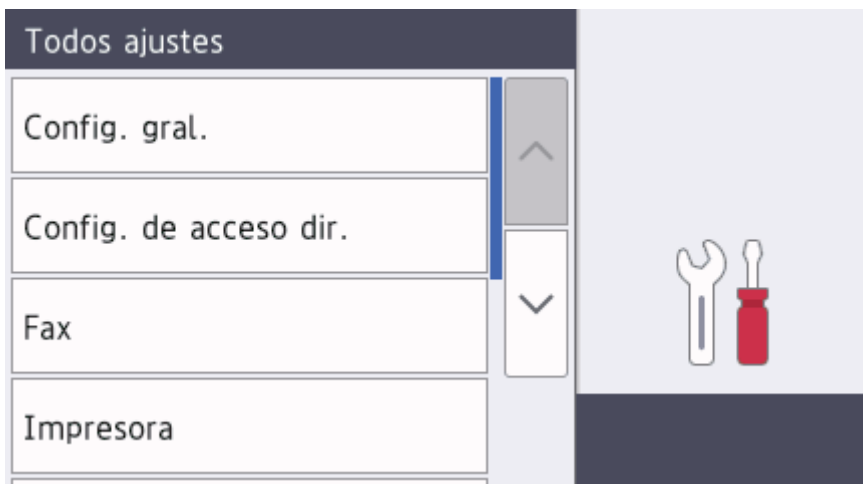 Todos ajustes
Config. gral.
Config. de acceso dir.
Fax
Impresora